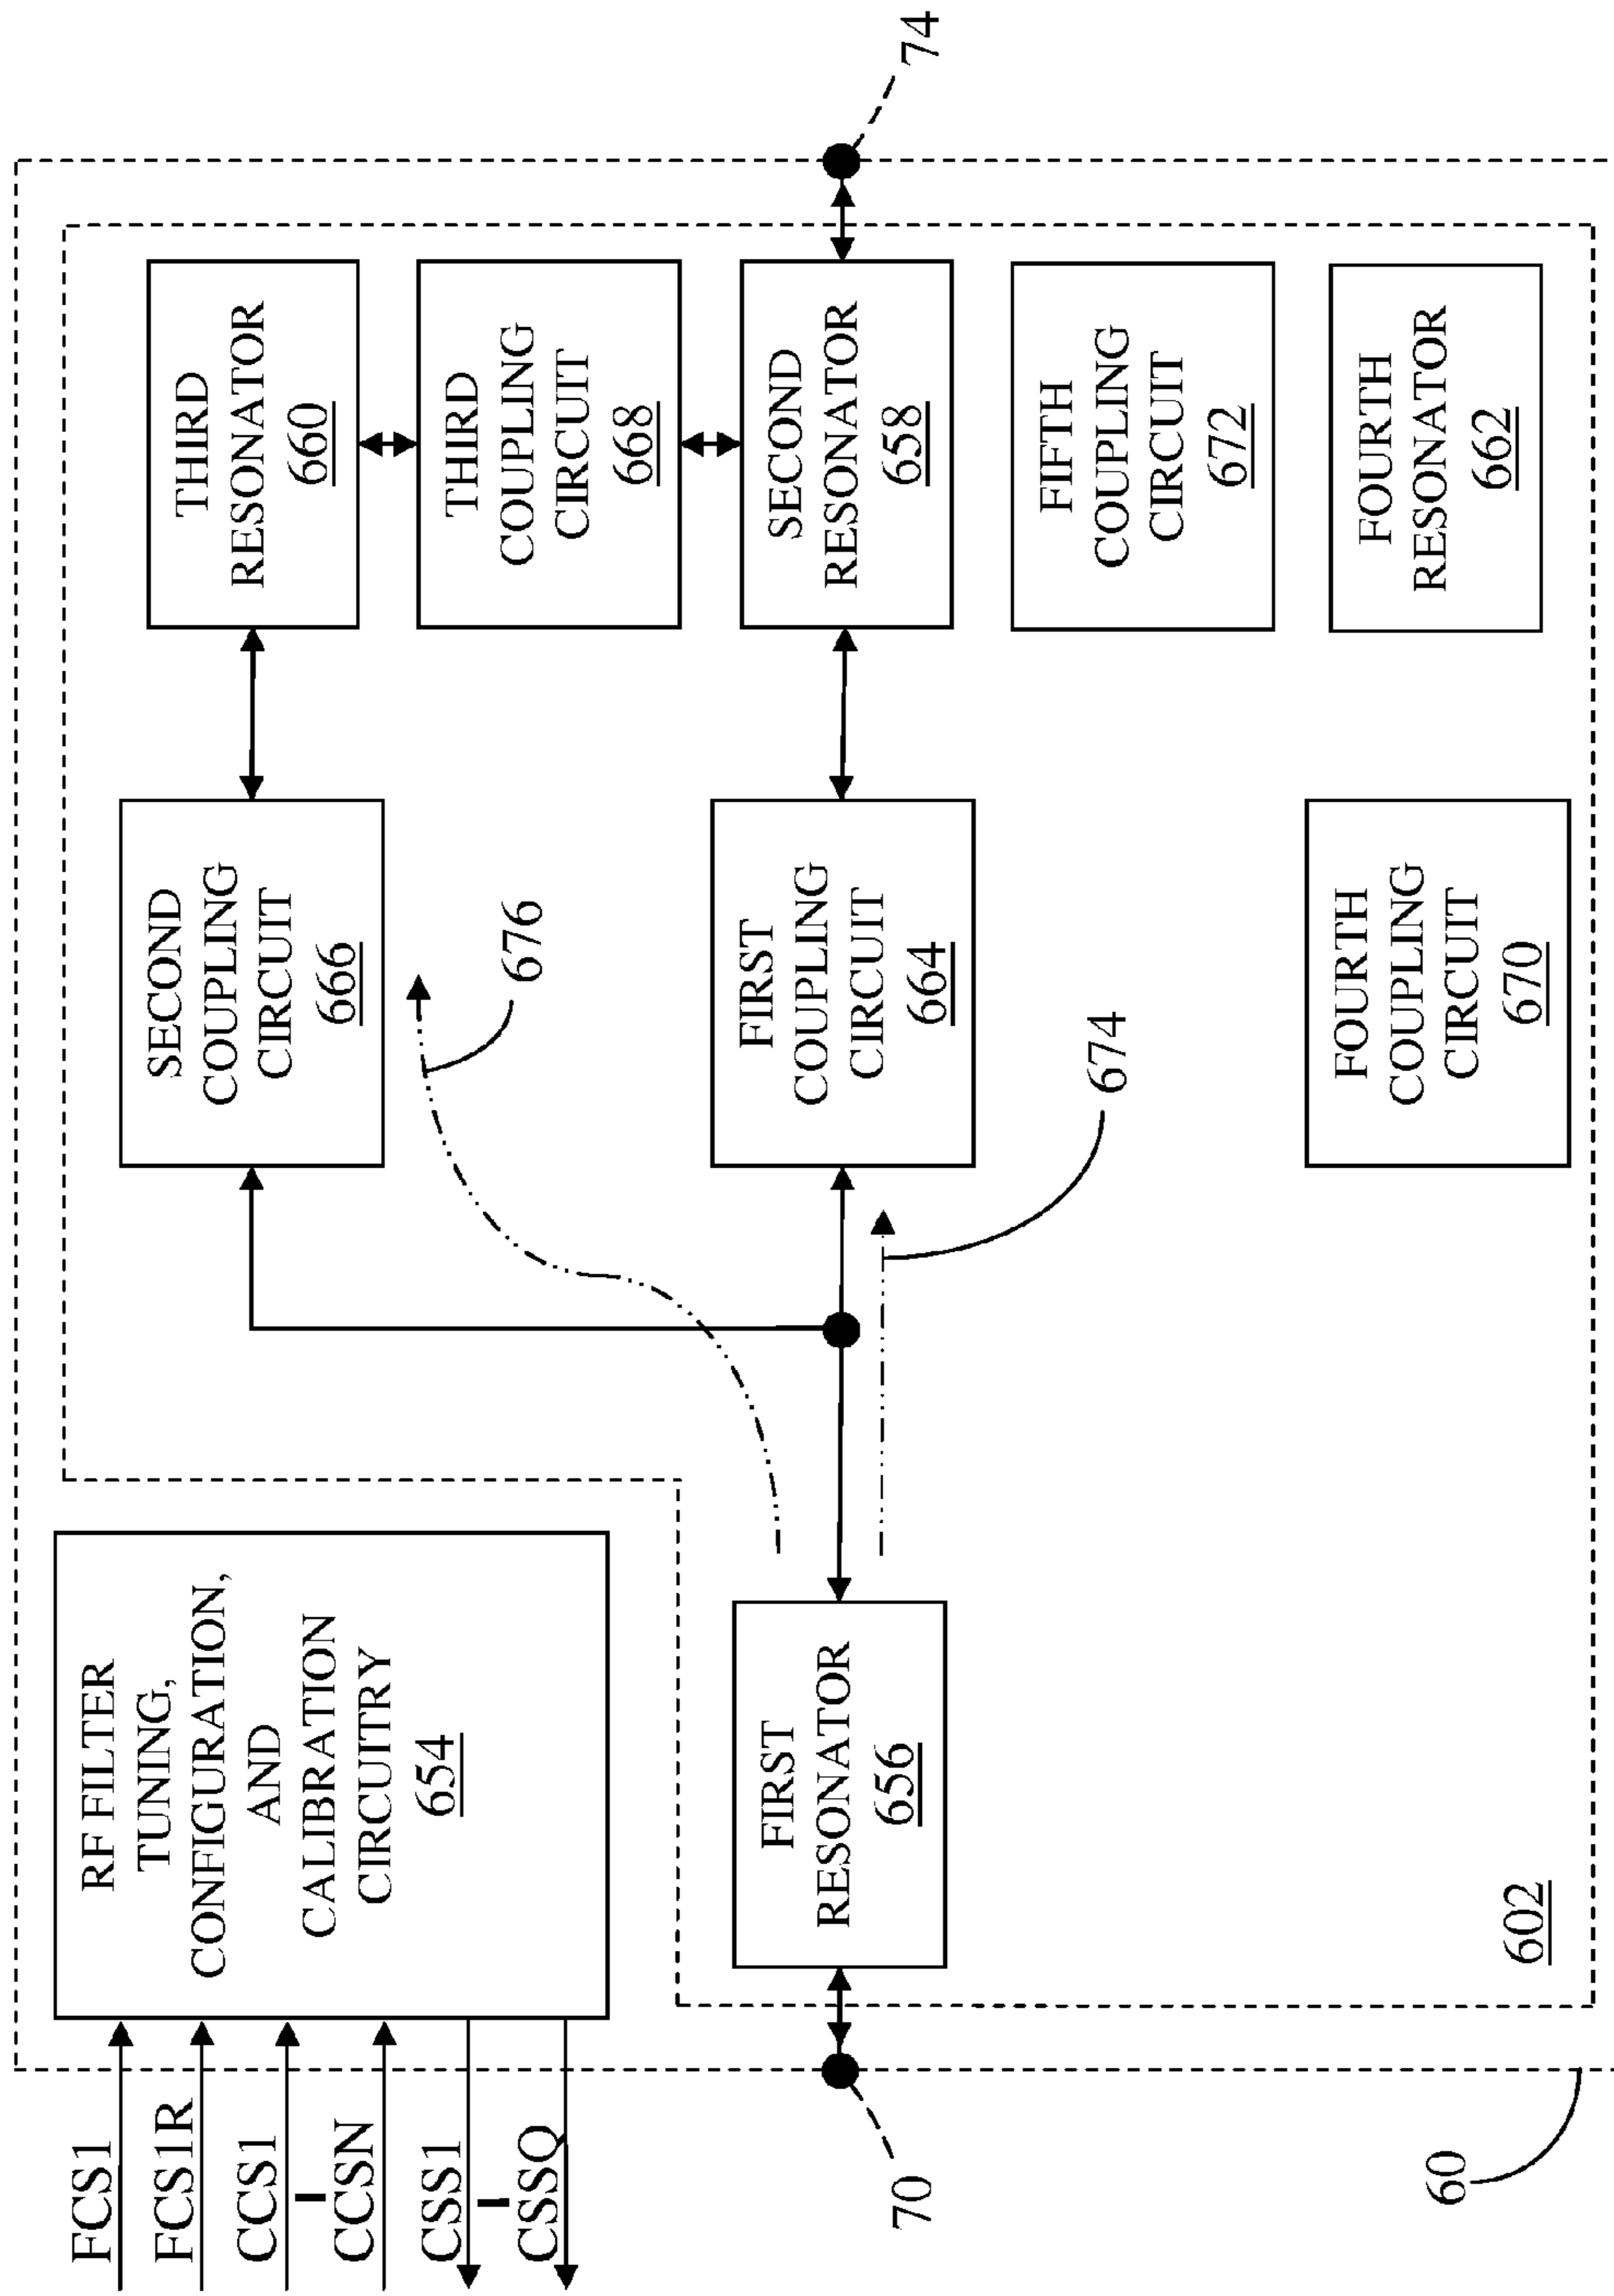 FCS1
FCS1R
CCS1
CCSN
CSS1
CSSQ
RF FILTER
TUNING,
CONFIGURATION,
AND
CALIBRATION
CIRCUITRY
654
SECOND
COUPLING
CIRCUIT
666
THIRD
RESONATOR
660
676
THIRD
COUPLING
CIRCUIT
668
FIRST
RESONATOR
656
FIRST
COUPLING
CIRCUIT
664
SECOND
RESONATOR
658
70
74
674
FIFTH
COUPLING
CIRCUIT
672
FOURTH
COUPLING
CIRCUIT
670
FOURTH
RESONATOR
662
602
60